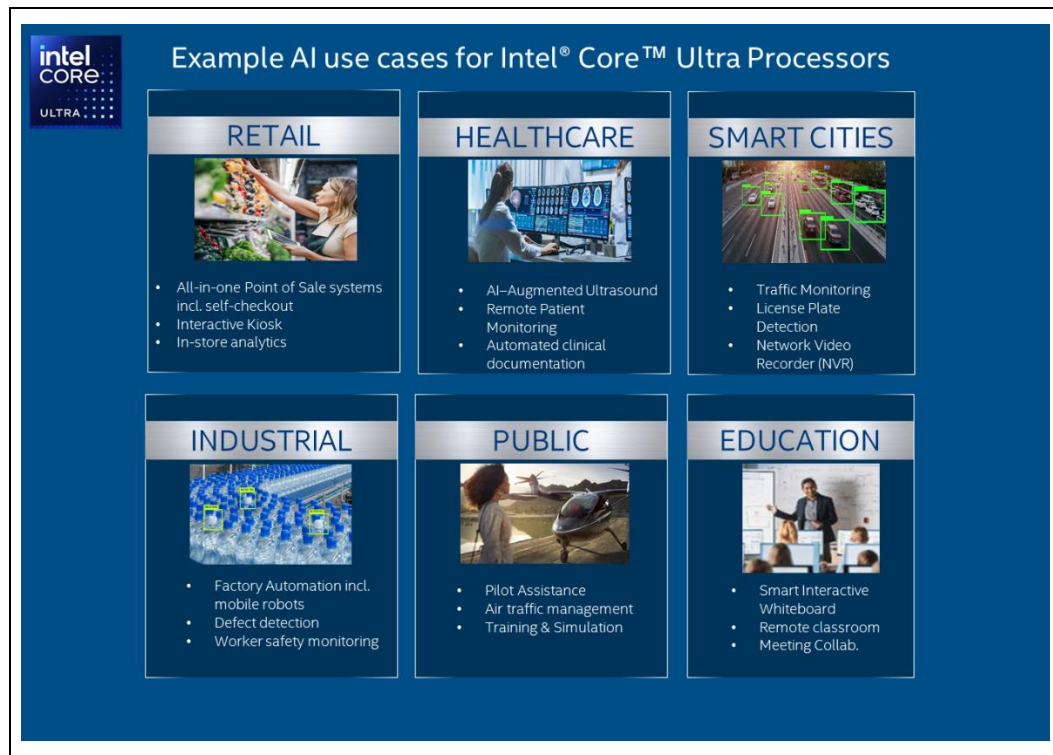 intel
CORE
ULTRA
Example AI use cases for Intel® Core™ Ultra Processors
RETAIL
• All-in-one Point of Sale systems
incl. self-checkout
• Interactive Kiosk
• In-store analytics
HEALTHCARE
• AI–Augmented Ultrasound
• Remote Patient
Monitoring
• Automated clinical
documentation
SMART CITIES
• Traffic Monitoring
• License Plate
Detection
• Network Video
Recorder (NVR)
INDUSTRIAL
• Factory Automation incl.
mobile robots
• Defect detection
• Worker safety monitoring
PUBLIC
• Pilot Assistance
• Air traffic management
• Training & Simulation
EDUCATION
• Smart Interactive
Whiteboard
• Remote classroom
• Meeting Collab.